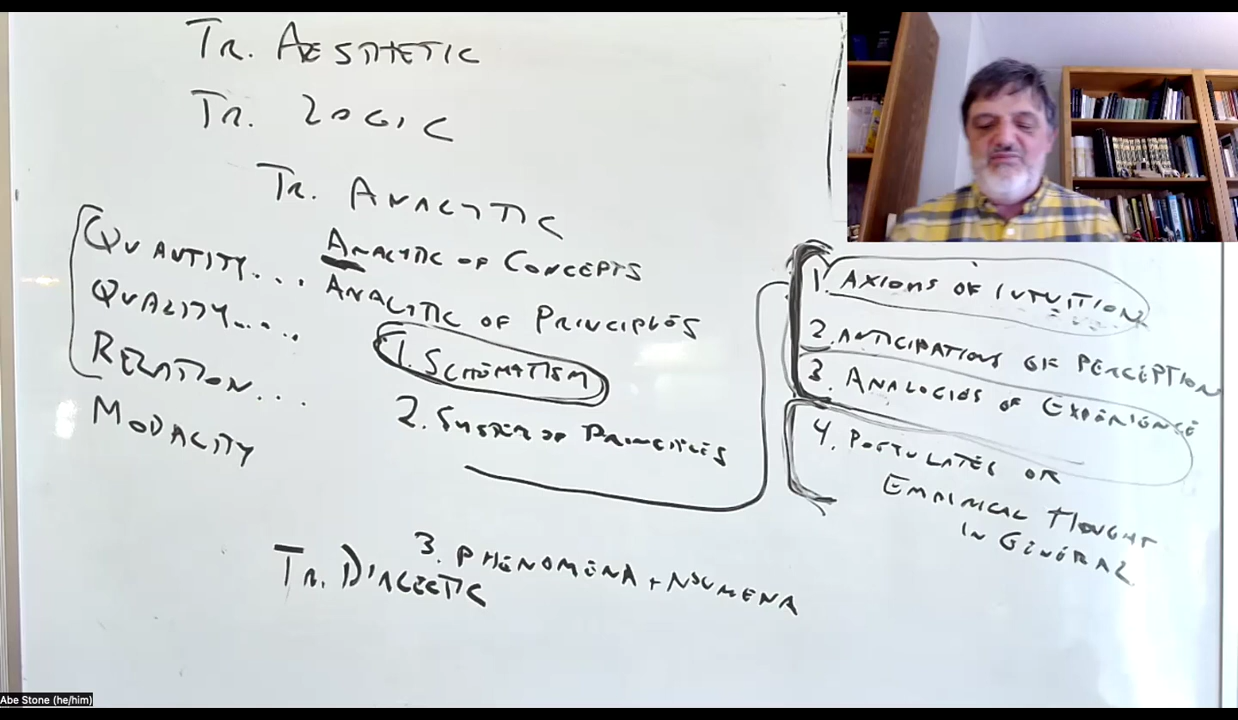 Tr. AESTHETIC
Tr. LOGIC
Tr. ANALYTIC
QUANTITY...
QUALITY.....
RELATION...
MODALITY
ANALYTIC OF CONCEPTS
ANALYTIC OF PRINCIPLES
1. SCHEMATISM
2. SYSTEM OF PRINCIPLES
3. PHENOMENA + NOUMENA
Tr. DIALECTIC
1. AXIOMS OF INTUITION
2. ANTICIPATIONS OF PERCEPTION
3. ANALOGIES OF EXPERIENCE
4. POSTULATES OF
EMPIRICAL THOUGHT
IN GENERAL
Abe Stone (he/him)